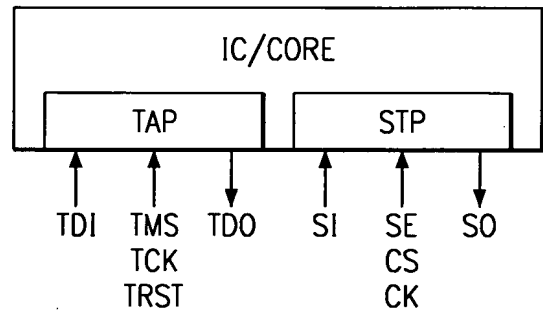 IC/CORE
TAP STP
TDI TMS TDO SI SE SO
TCK CS
TRST CK